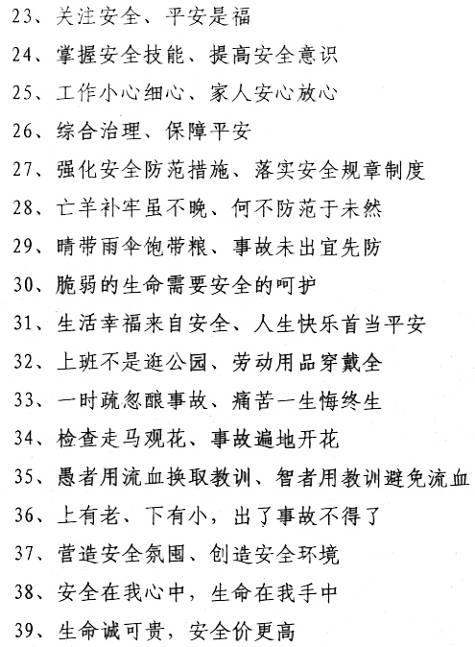 23、关注安全、平安是福
24、掌握安全技能、提高安全意识
25、工作小心细心、家人安心放心
26、综合治理、保障平安
27、强化安全防范措施、落实安全规章制度
28、亡羊补牢虽不晚、何不防范于未然
29、晴带雨伞饱带粮、事故未出宜先防
30、脆弱的生命需要安全的呵护
31、生活幸福来自安全、人生快乐首当平安
32、上班不是逛公园、劳动用品穿戴全
33、一时疏忽酿事故、痛苦一生悔终生
34、检查走马观花、事故遍地开花
35、愚者用流血换取教训、智者用教训避免流血
36、上有老、下有小，出了事故不得了
37、营造安全氛围、创造安全环境
38、安全在我心中，生命在我手中
39、生命诚可贵，安全价更高